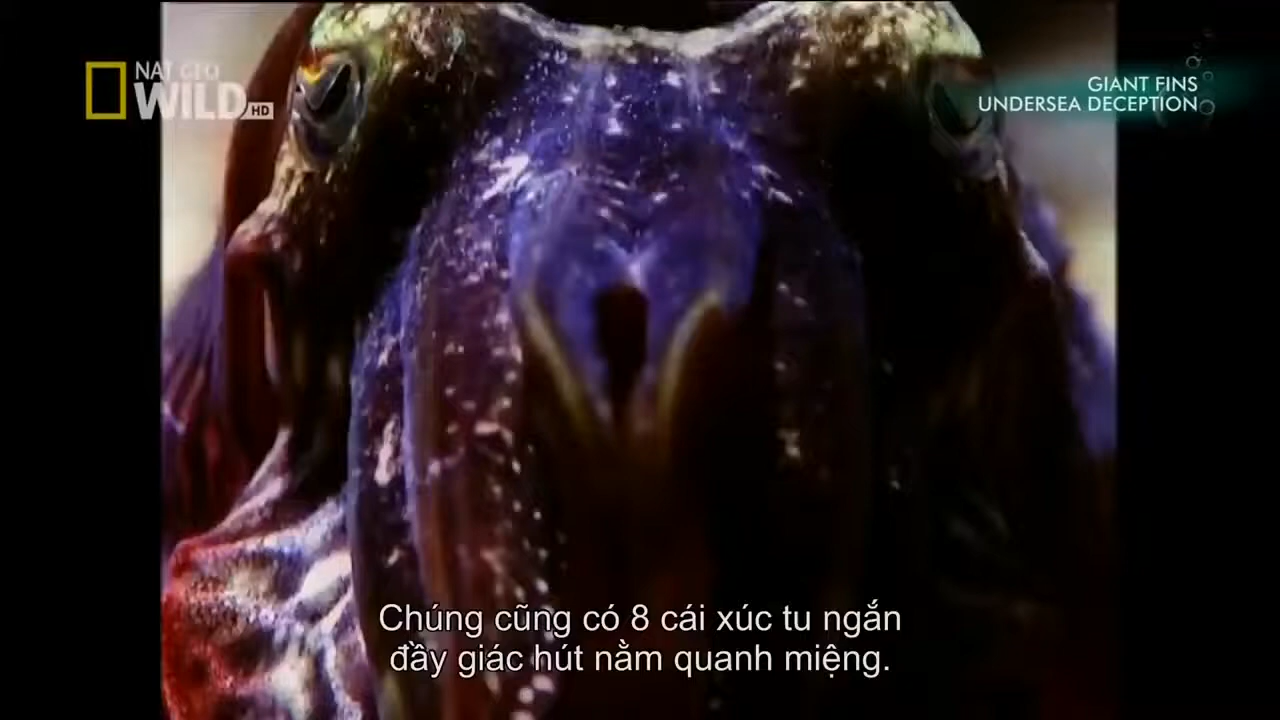 NAT GEO
WILD HD
GIANT FINS
UNDERSEA DECEPTION
Chúng cũng có 8 cái xúc tu ngắn
đầy giác hút nằm quanh miệng.